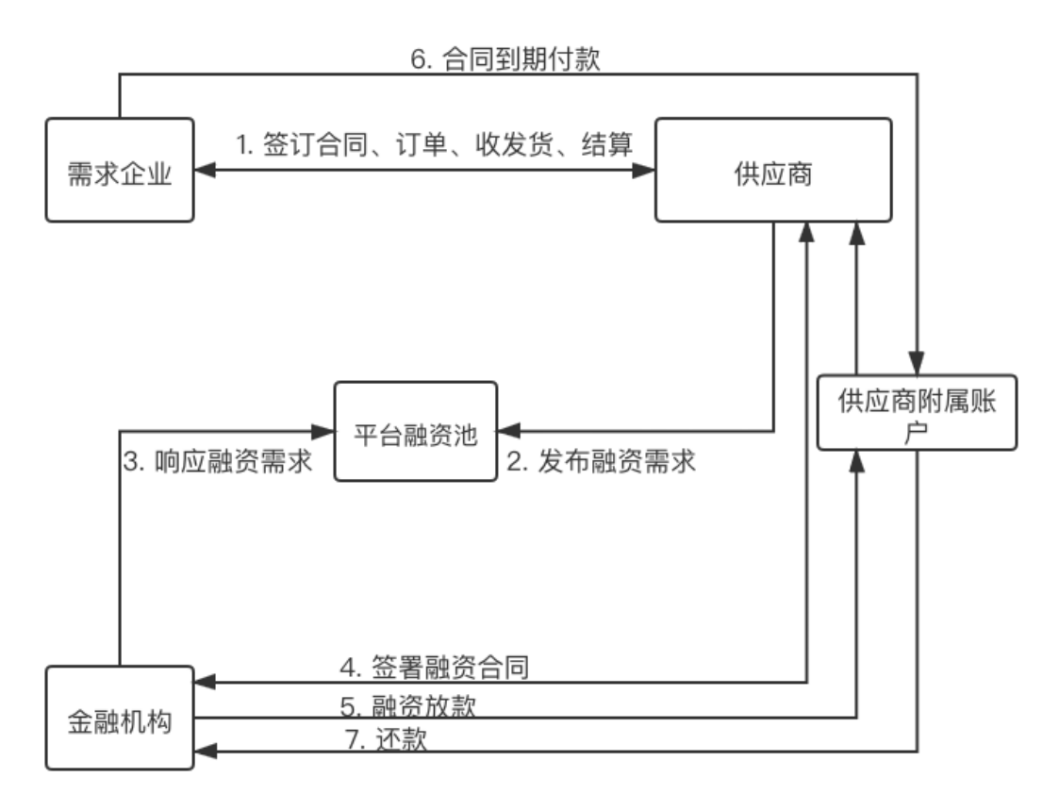 6. 合同到期付款
1. 签订合同、订单、收发货、结算
需求企业
供应商
供应商附属账
户
平台融资池
3. 响应融资需求
2. 发布融资需求
4. 签署融资合同
5. 融资放款
金融机构
7. 还款